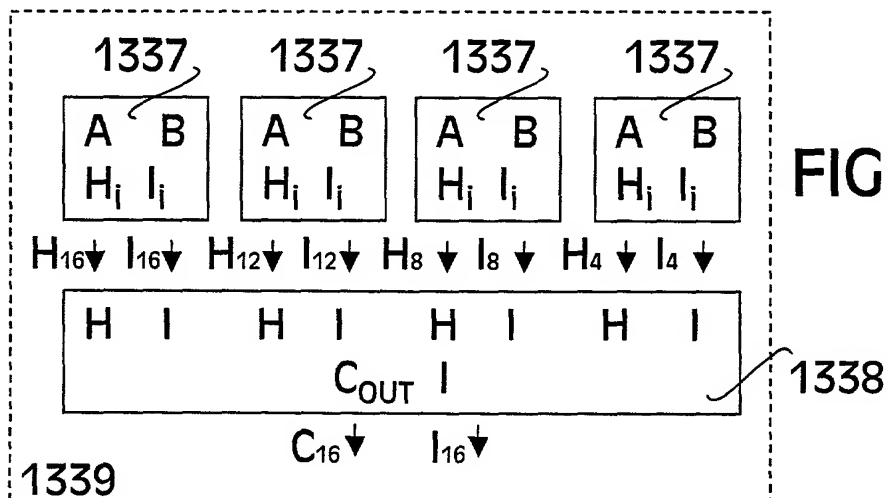 1337 1337 1337 1337
A B A B A B A B
Hi Ii Hi Ii Hi Ii Hi Ii
FIG
H16 I16 H12 I12 H8 I8 H4 I4
H I H I H I H I
1338
COUT I
C16 I16
1339